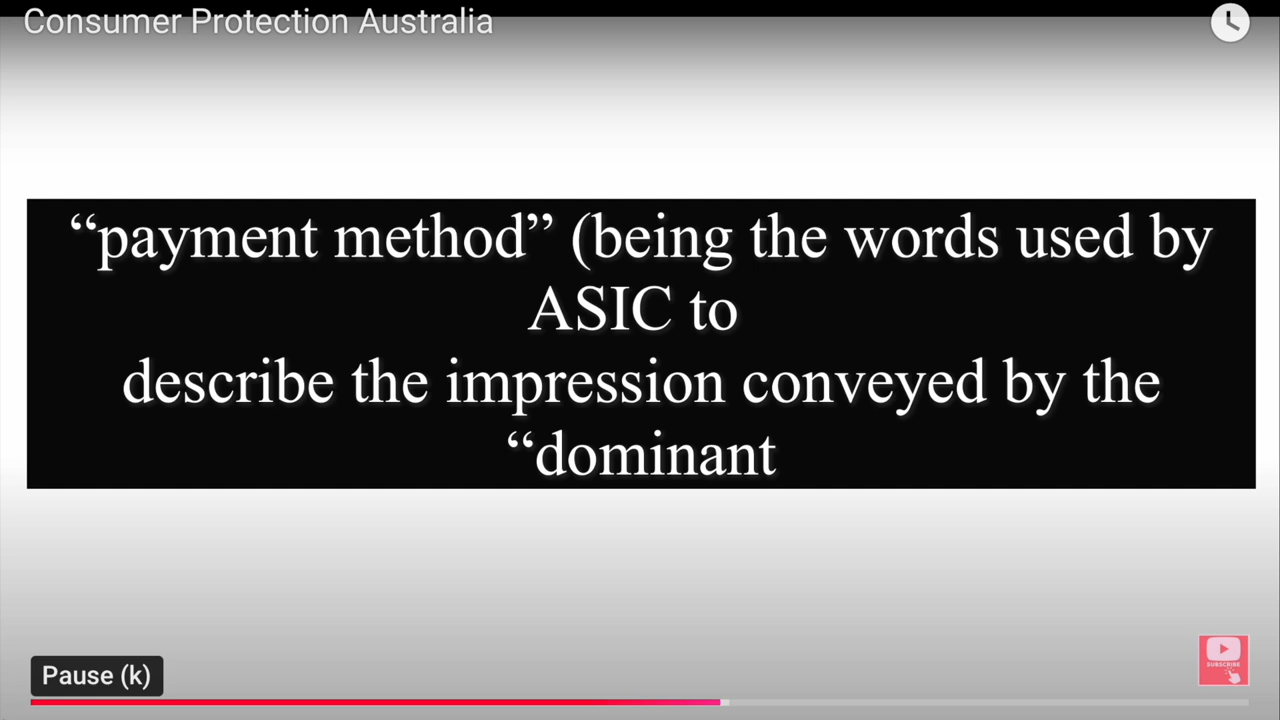 Consumer Protection Australia
“payment method” (being the words used by
ASIC to
describe the impression conveyed by the
“dominant
SUBSCRIBE
Pause (k)